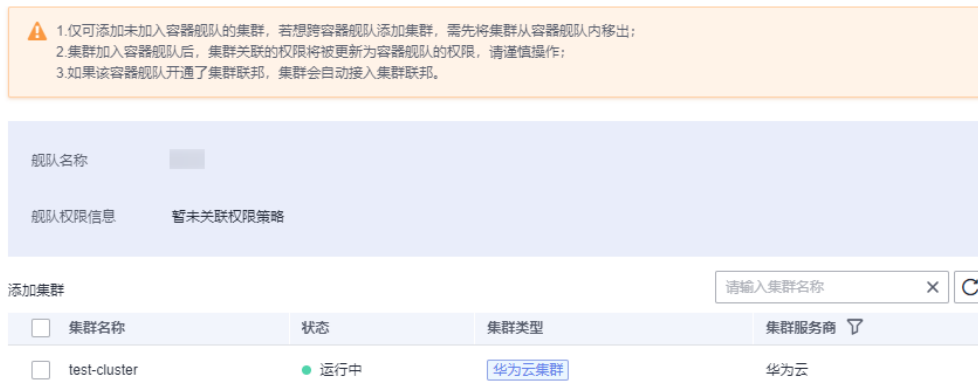 1.仅可添加未加入容器舰队的集群，若想跨容器舰队添加集群，需先将集群从容器舰队内移出；
2.集群加入容器舰队后，集群关联的权限将被更新为容器舰队的权限，请谨慎操作；
3.如果该容器舰队开通了集群联邦，集群会自动接入集群联邦。
舰队名称
舰队权限信息 暂未关联权限策略
添加集群 请输入集群名称
集群名称 状态 集群类型 集群服务商
test-cluster 运行中 华为云集群 华为云